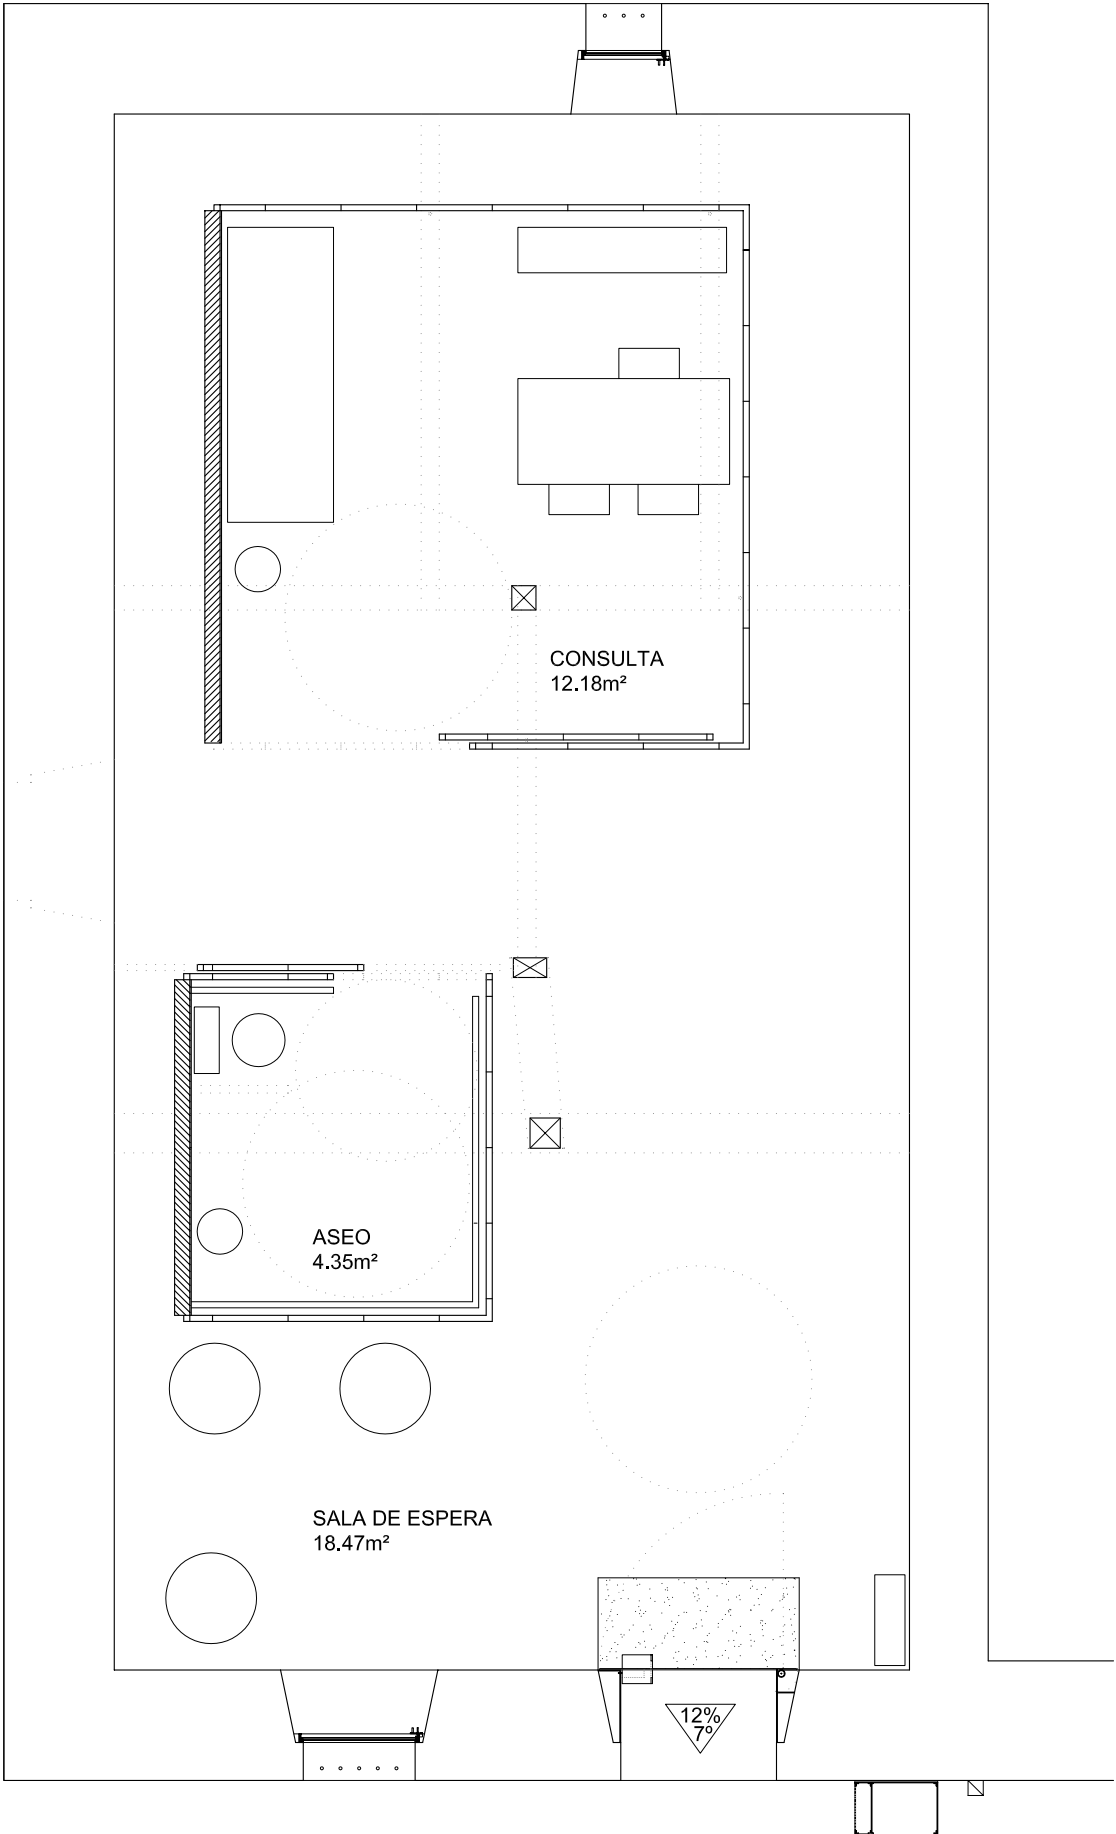 CONSULTA
12.18m²
ASEO
4.35m²
SALA DE ESPERA
18.47m²
12%
7º